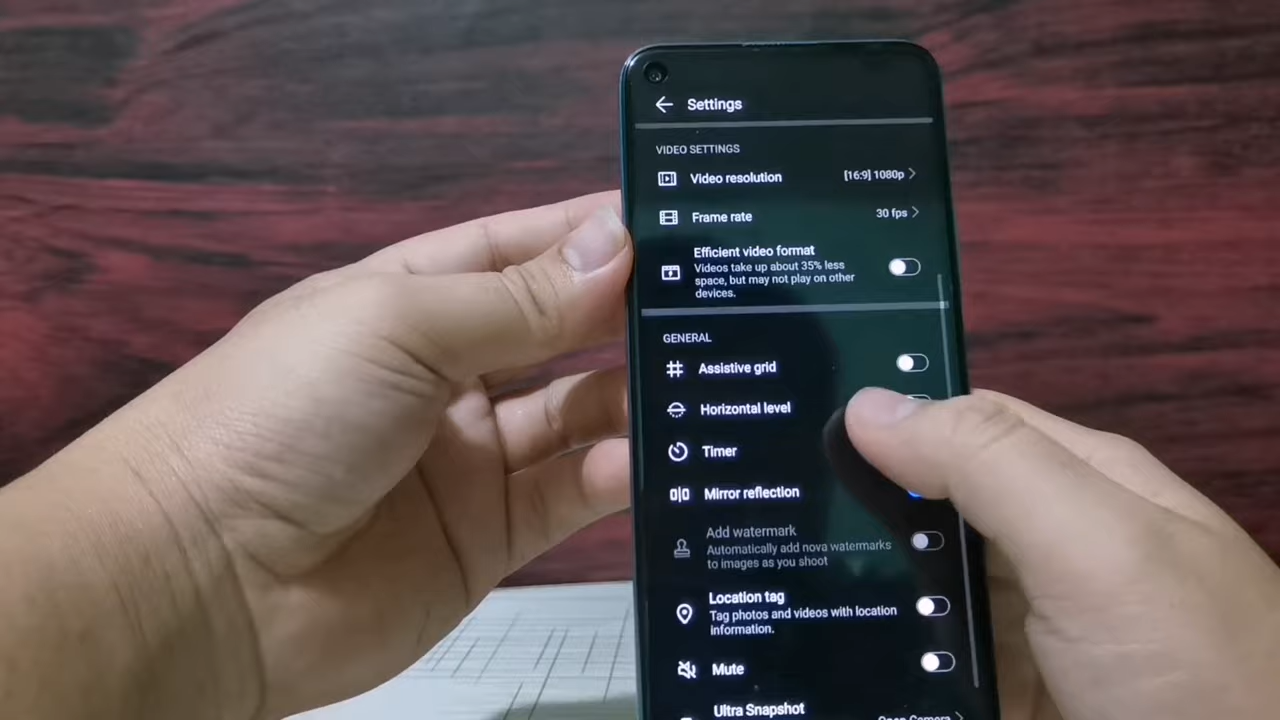 Settings
VIDEO SETTINGS
Video resolution [16:9] 1080p
Frame rate 30 fps
Efficient video format
Videos take up about 35% less
space, but may not play on other
devices.
GENERAL
Assistive grid
Horizontal level
Timer
Mirror reflection
Add watermark
Automatically add nova watermarks
to images as you shoot
Location tag
Tag photos and videos with location
information.
Mute
Ultra Snapshot
Open Camera